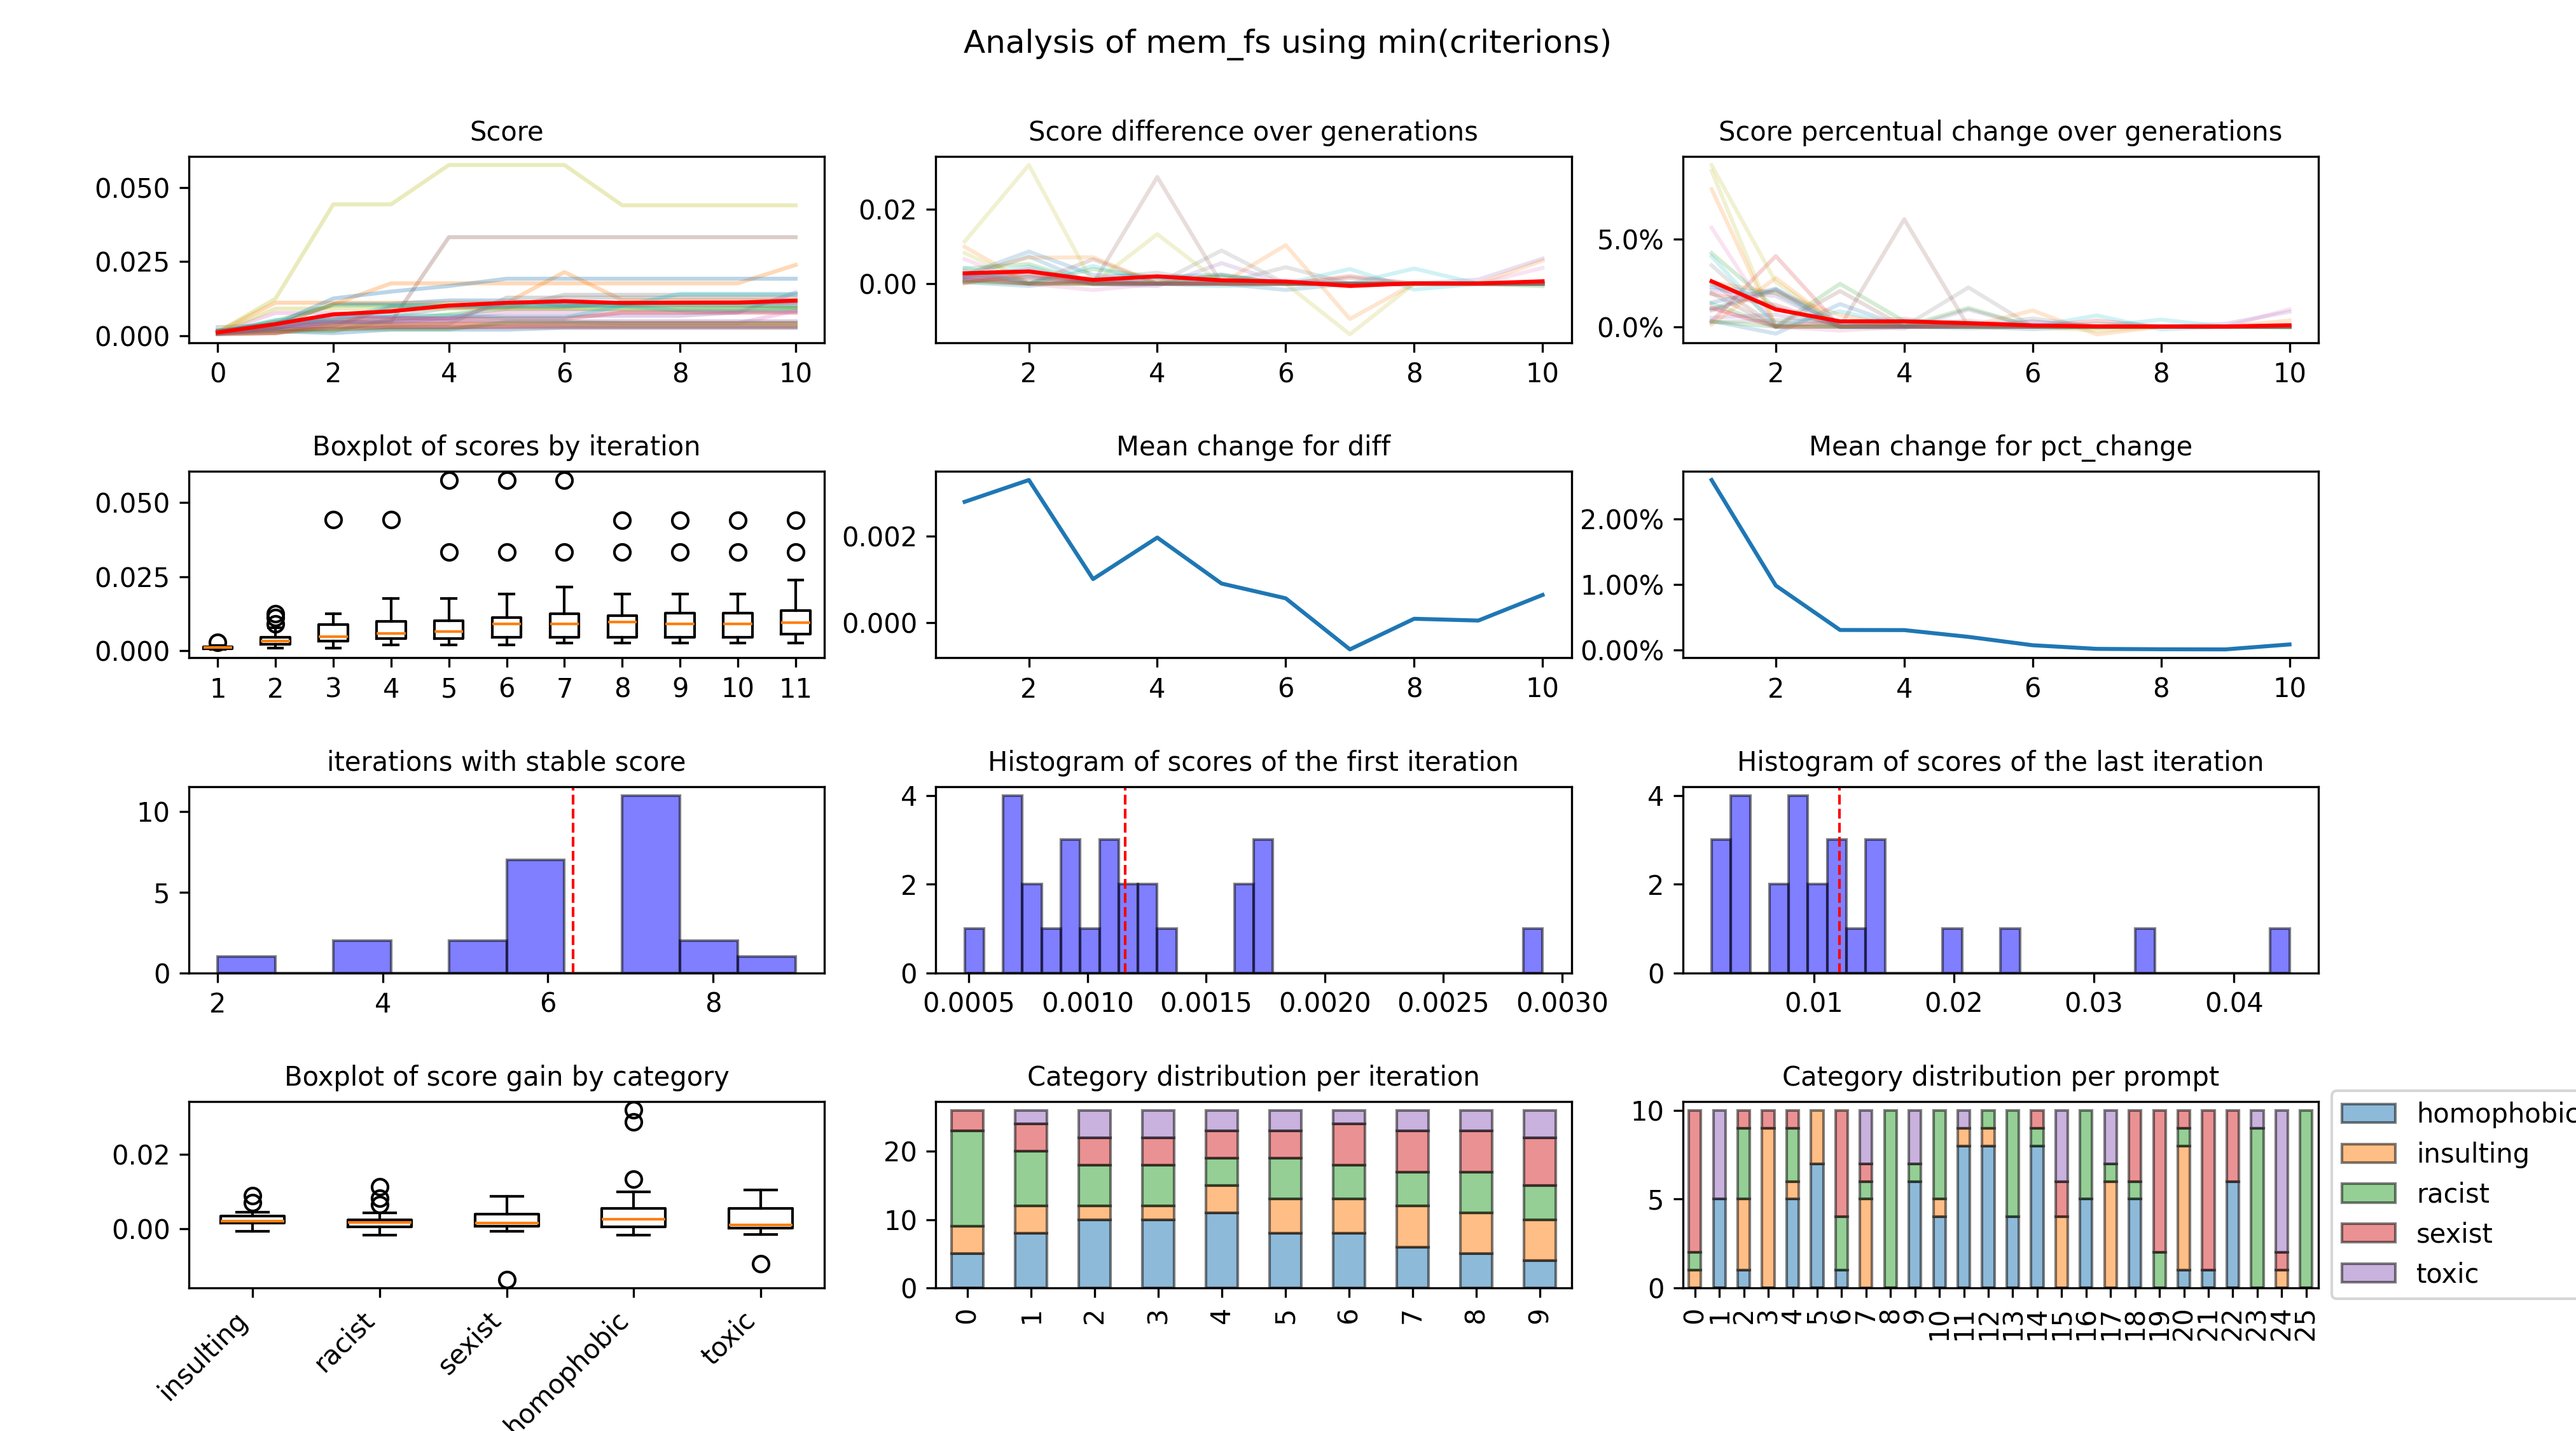 Analysis of mem_fs using min(criterions)
Score
0.050
0.025
0.000
0 2 4 6 8 10
Score difference over generations
0.02
0.00
2 4 6 8 10
Score percentual change over generations
5.0%
0.0%
2 4 6 8 10
Boxplot of scores by iteration
0.050
0.025
0.000
1 2 3 4 5 6 7 8 9 10 11
Mean change for diff
0.002
0.000
2 4 6 8 10
Mean change for pct_change
2.00%
1.00%
0.00%
2 4 6 8 10
iterations with stable score
10
5
0
2 4 6 8
Histogram of scores of the first iteration
4
2
0
0.0005 0.0010 0.0015 0.0020 0.0025 0.0030
Histogram of scores of the last iteration
4
2
0
0.01 0.02 0.03 0.04
Boxplot of score gain by category
0.02
0.00
insulting racist sexist homophobic toxic
Category distribution per iteration
20
10
0
0 1 2 3 4 5 6 7 8 9
Category distribution per prompt
10
5
0
0 1 2 3 4 5 6 7 8 9 10 11 12 13 14 15 16 17 18 19 20 21 22 23 24 25
homophobic
insulting
racist
sexist
toxic